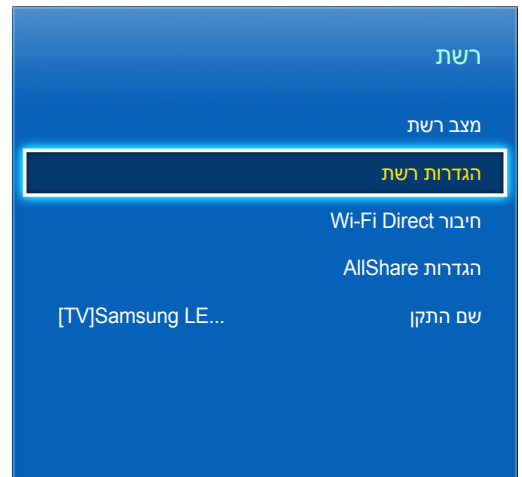 רשת
מצב רשת
הגדרות רשת
חיבור Wi-Fi Direct
הגדרות AllShare
שם התקן [TV]Samsung LE...